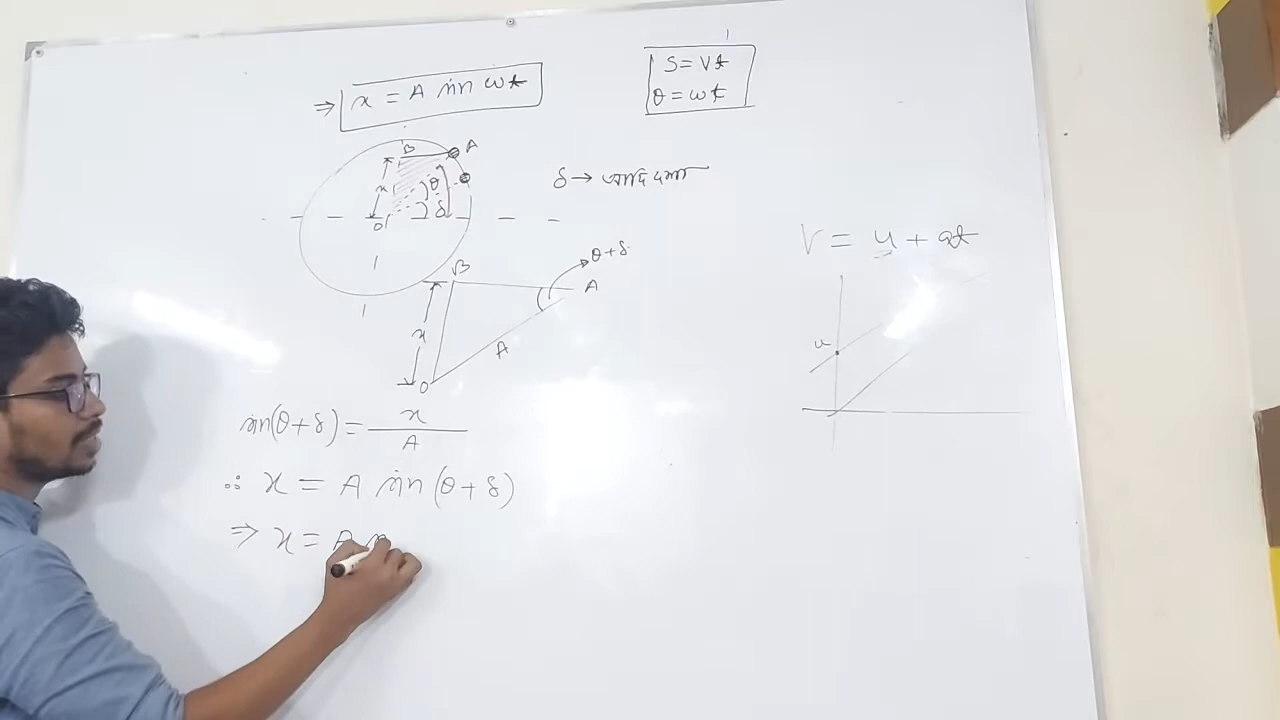 ⇒ x = A sin ωt
S = Vt
θ = ωt
B
A
x
θ
δ
O
δ → আদি দশা
θ+δ
B
A
x
A
O
V = u + at
u
sin(θ+δ) = x/A
∴ x = A sin (θ+δ)
⇒ x = A